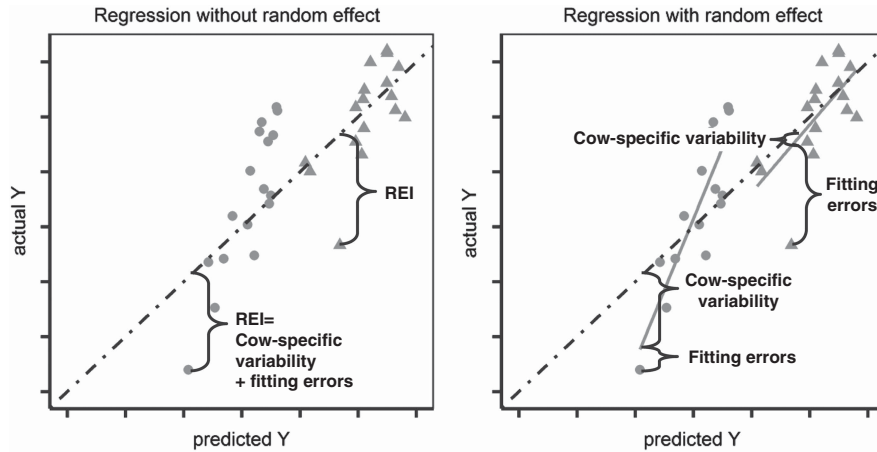 Regression without random effect
actual Y
REI
REI=
Cow-specific
variability
+ fitting errors
predicted Y
Regression with random effect
actual Y
Cow-specific variability
Fitting
errors
Cow-specific
variability
Fitting errors
predicted Y